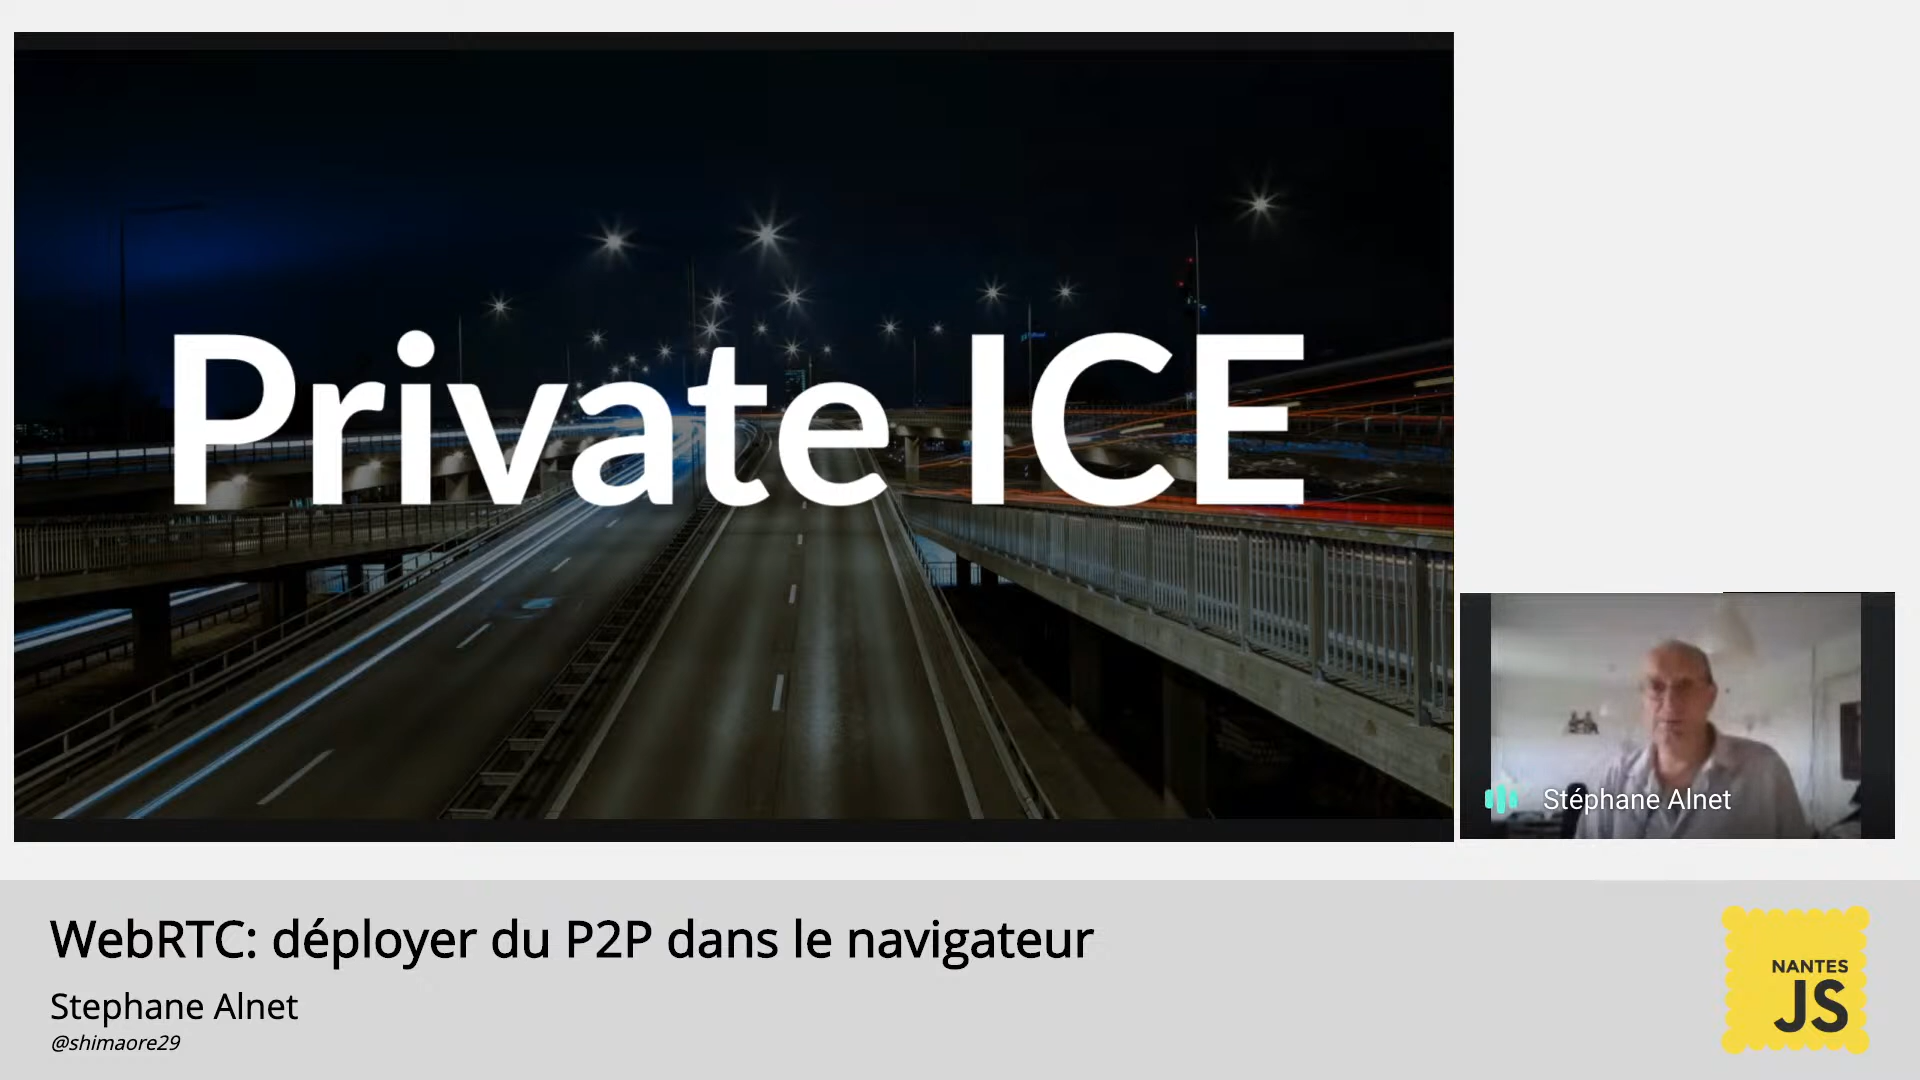 Private ICE
Stéphane Alnet
WebRTC: déployer du P2P dans le navigateur
Stephane Alnet
@shimaore29
NANTES
JS